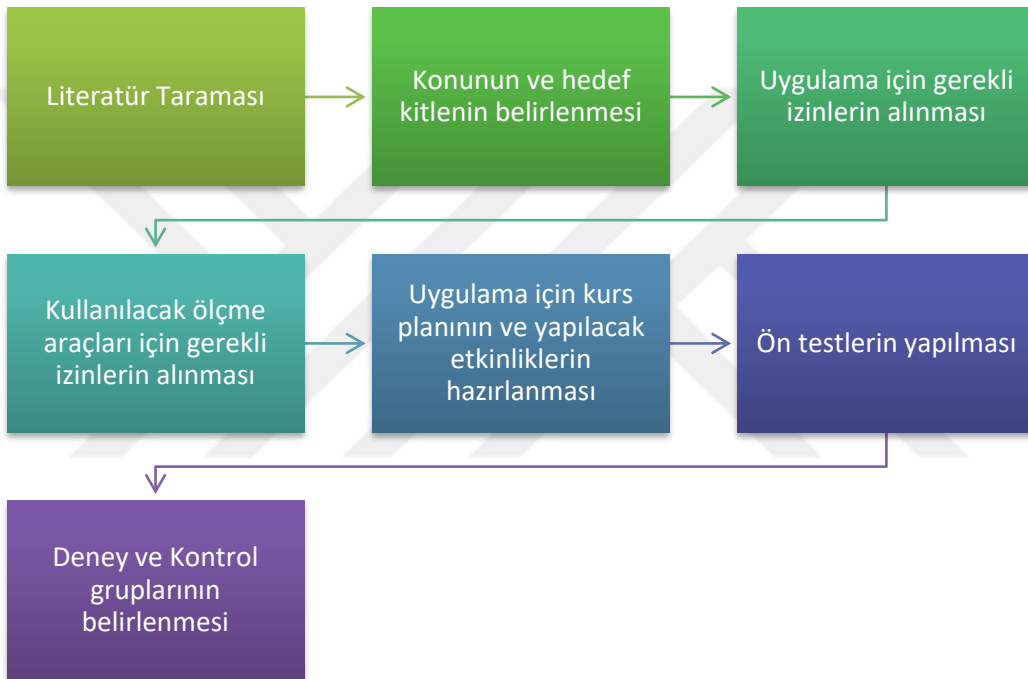 Literatür Taraması
Konunun ve hedef
kitlenin belirlenmesi
Uygulama için gerekli
izinlerin alınması
Kullanılacak ölçme
araçları için gerekli
izinlerin alınması
Uygulama için kurs
planının ve yapılacak
etkinliklerin
hazırlanması
Ön testlerin yapılması
Deney ve Kontrol
gruplarının
belirlenmesi